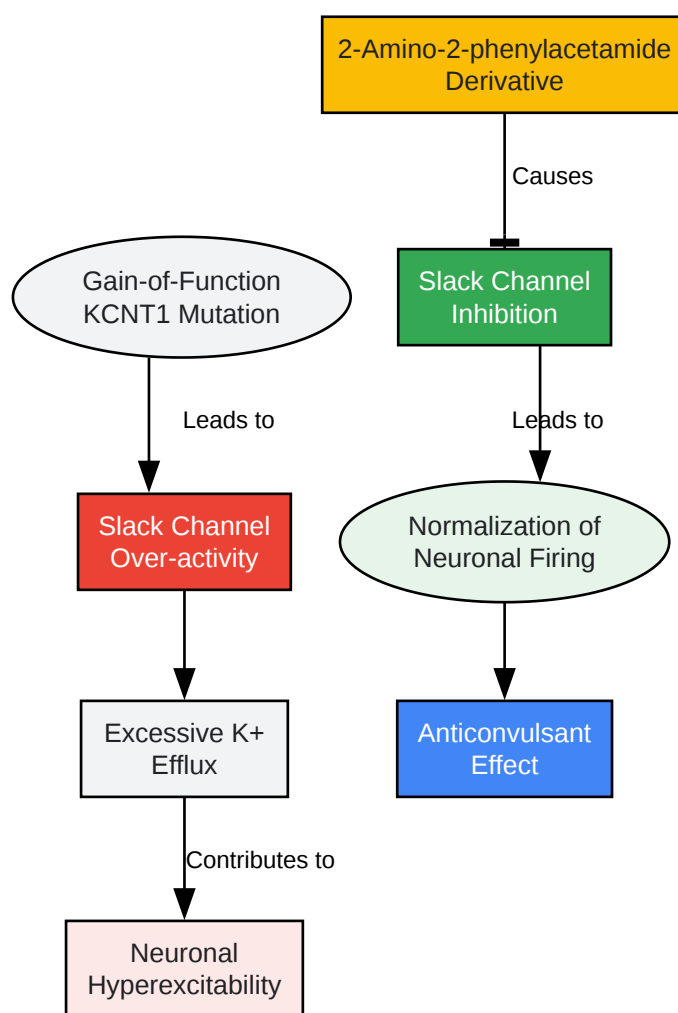 2-Amino-2-phenylacetamide
Derivative
Causes
Slack Channel
Inhibition
Leads to
Normalization of
Neuronal Firing
Anticonvulsant
Effect
Gain-of-Function
KCNT1 Mutation
Leads to
Slack Channel
Over-activity
Excessive K+
Efflux
Contributes to
Neuronal
Hyperexcitability